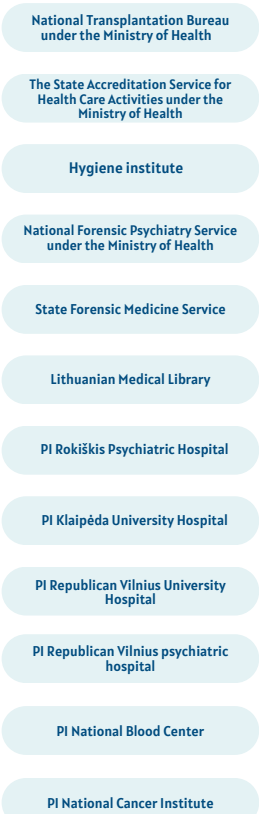 National Transplantation Bureau
under the Ministry of Health
The State Accreditation Service for
Health Care Activities under the
Ministry of Health
Hygiene institute
National Forensic Psychiatry Service
under the Ministry of Health
State Forensic Medicine Service
Lithuanian Medical Library
PI Rokiškis Psychiatric Hospital
PI Klaipėda University Hospital
PI Republican Vilnius University
Hospital
PI Republican Vilnius psychiatric
hospital
PI National Blood Center
PI National Cancer Institute